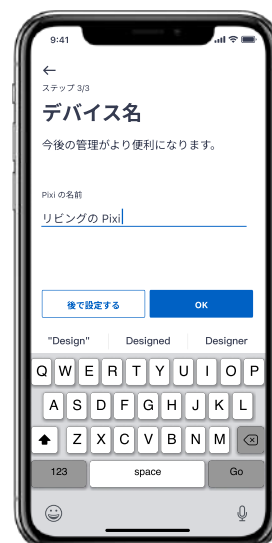 9:41
ステップ 3/3
デバイス名
今後の管理がより便利になります。
Pixi の名前
リビングの Pixi
後で設定する
OK
"Design"
Designed
Designer
Q W E R T Y U I O P
A S D F G H J K L
Z X C V B N M
123
space
Go